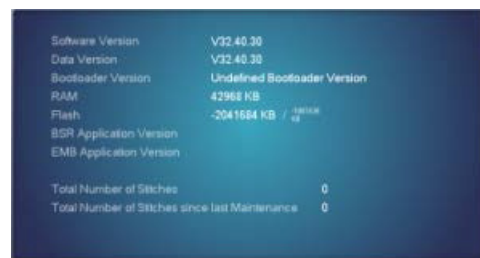 Software Version V32.40.30
Data Version V32.40.30
Bootloader Version Undefined Bootloader Version
RAM 42968 KB
Flash -2041684 KB /
BSR Application Version
EMB Application Version
Total Number of Stitches 0
Total Number of Stitches since last Maintenance 0